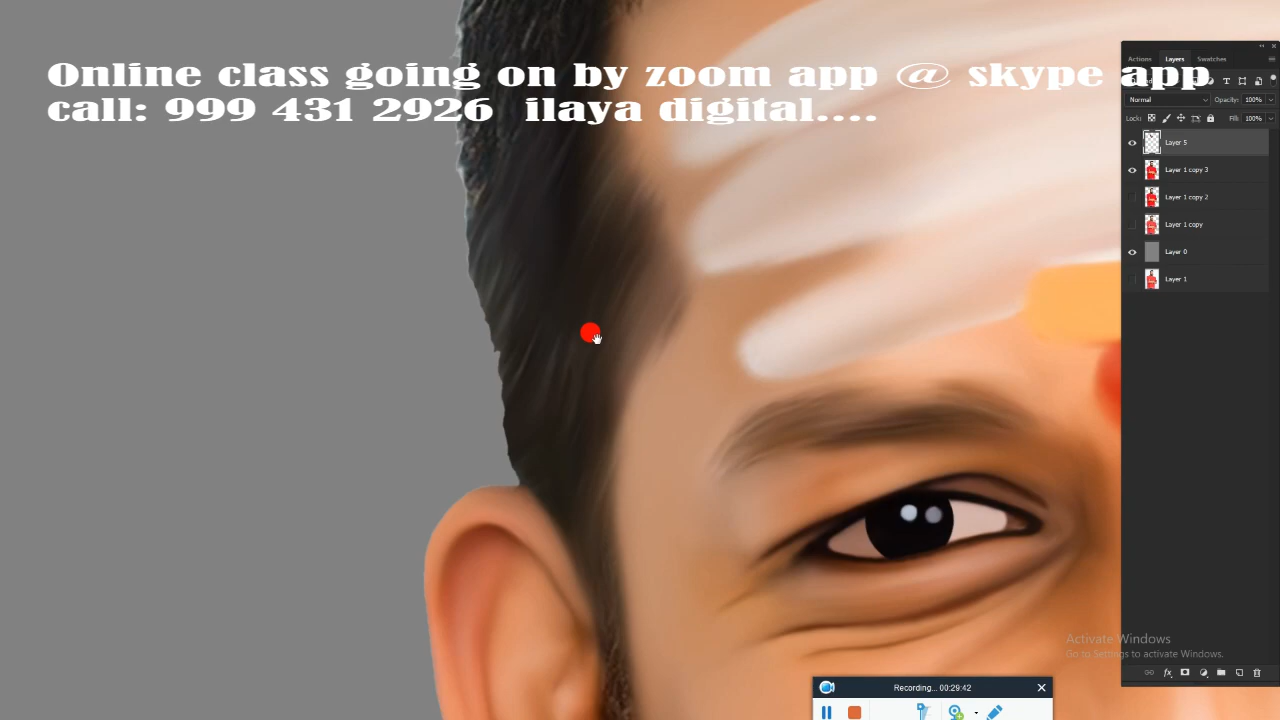 Online class going on by zoom app @ skype app
call: 999 431 2926 ilaya digital....
Actions Layers Swatches
Normal Opacity: 100%
Lock: Fill: 100%
Layer 5
Layer 1 copy 3
Layer 1 copy 2
Layer 1 copy
Layer 0
Layer 1
Activate Windows
Go to Settings to activate Windows.
fx
Recording... 00:29:42